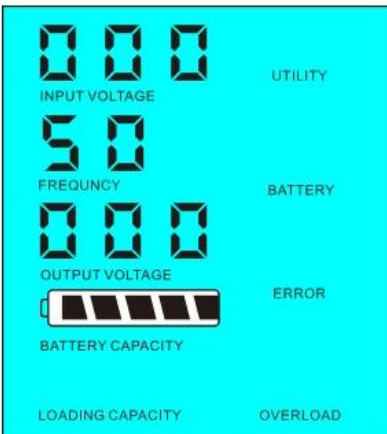 000
UTILITY
INPUT VOLTAGE
50
FREQUNCY
BATTERY
000
OUTPUT VOLTAGE
ERROR
BATTERY CAPACITY
LOADING CAPACITY
OVERLOAD